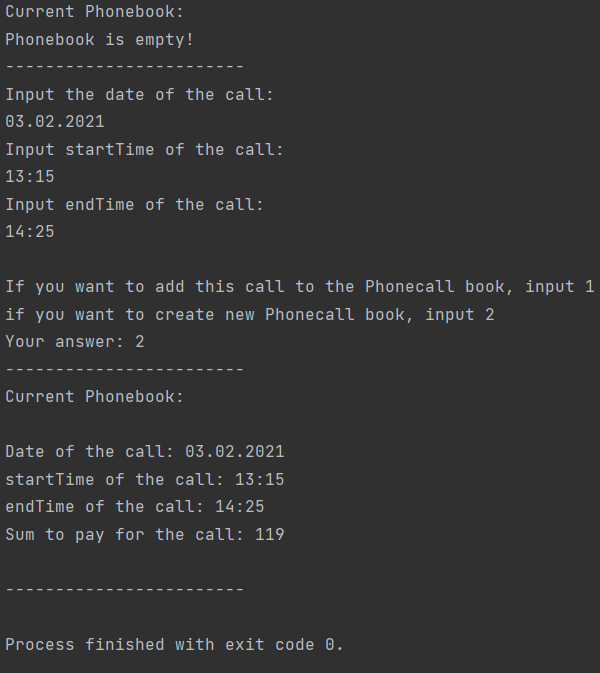 Current Phonebook:
Phonebook is empty!
------------------------
Input the date of the call:
03.02.2021
Input startTime of the call:
13:15
Input endTime of the call:
14:25
If you want to add this call to the Phonecall book, input 1
if you want to create new Phonecall book, input 2
Your answer: 2
------------------------
Current Phonebook:
Date of the call: 03.02.2021
startTime of the call: 13:15
endTime of the call: 14:25
Sum to pay for the call: 119
------------------------
Process finished with exit code 0.